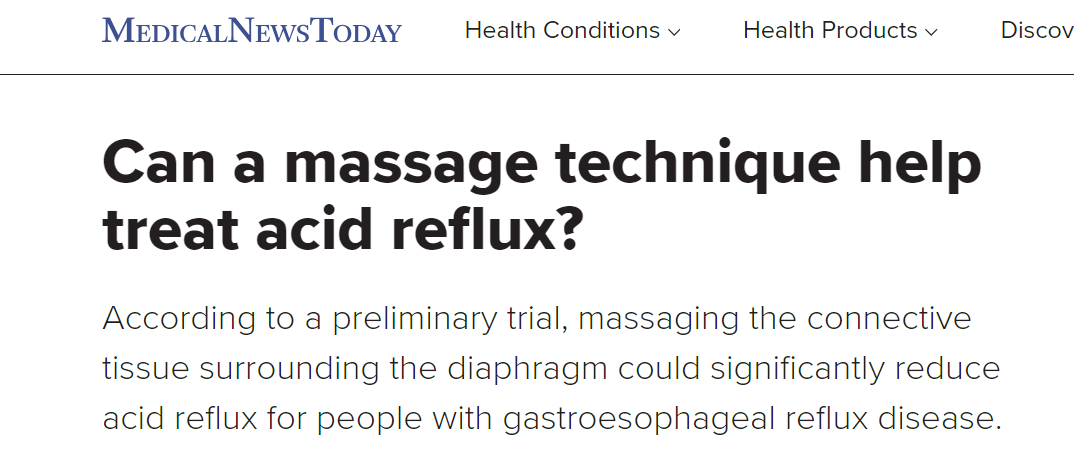 MEDICALNEWSTODAY Health Conditions Health Products Discov
Can a massage technique help
treat acid reflux?
According to a preliminary trial, massaging the connective
tissue surrounding the diaphragm could significantly reduce
acid reflux for people with gastroesophageal reflux disease.